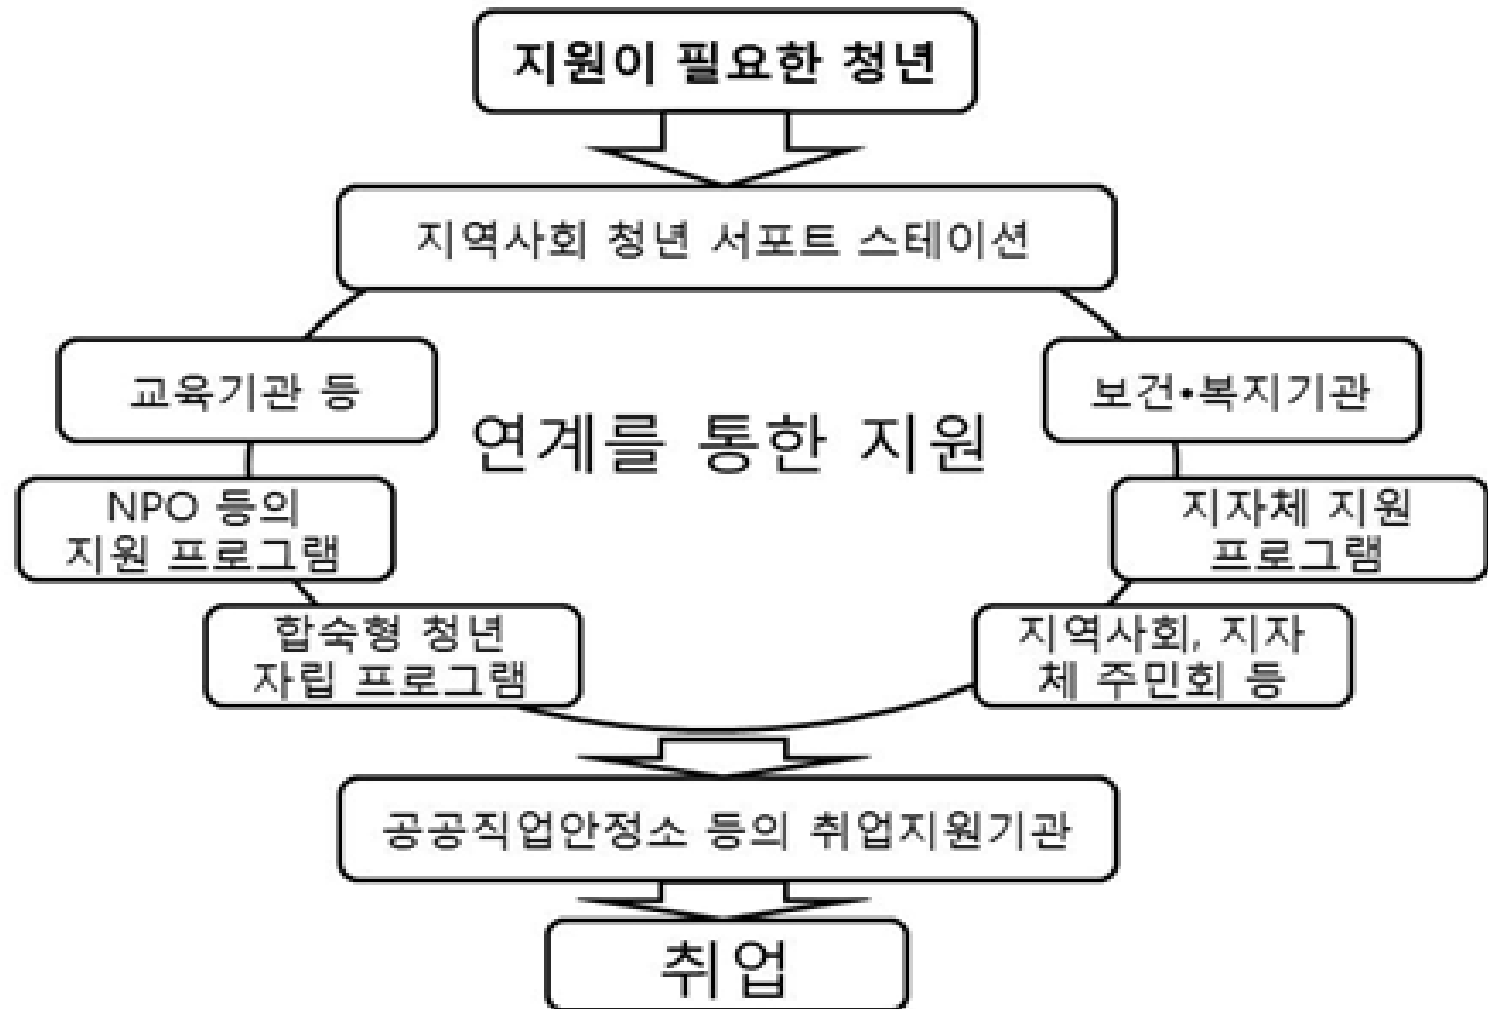 지원이 필요한 청년
지역사회 청년 서포트 스테이션
교육기관 등
보건•복지기관
연계를 통한 지원
NPO 등의
지원 프로그램
지자체 지원
프로그램
합숙형 청년
자립 프로그램
지역사회, 지자
체 주민회 등
공공직업안정소 등의 취업지원기관
취업